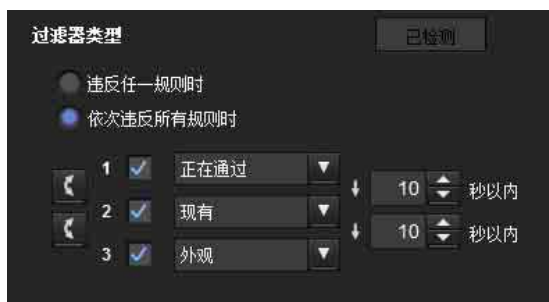 过滤器类型 已检测
违反任一规则时
依次违反所有规则时
1 正在通过
10 秒以内
2 现有
10 秒以内
3 外观